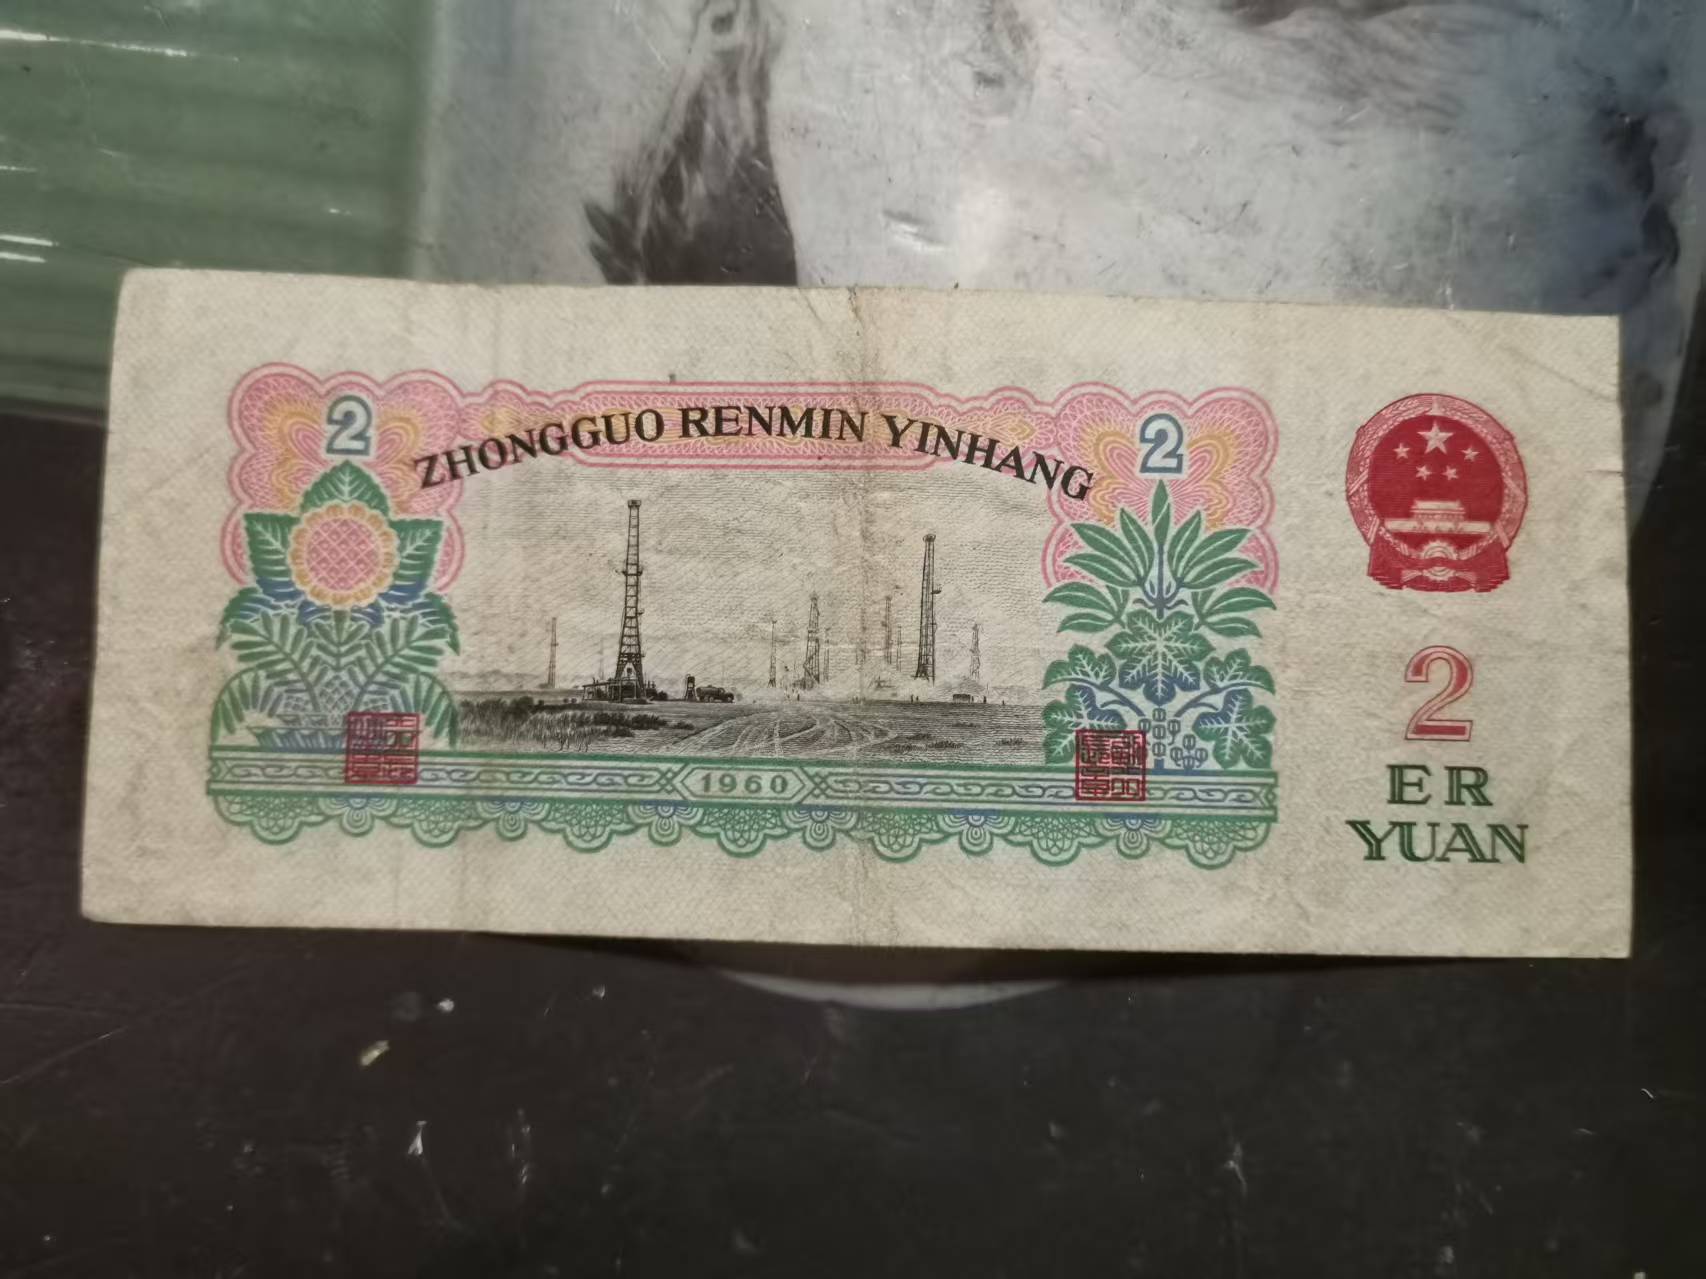 2
ZHONGGUO RENMIN YINHANG
2
1960
2
ER
YUAN